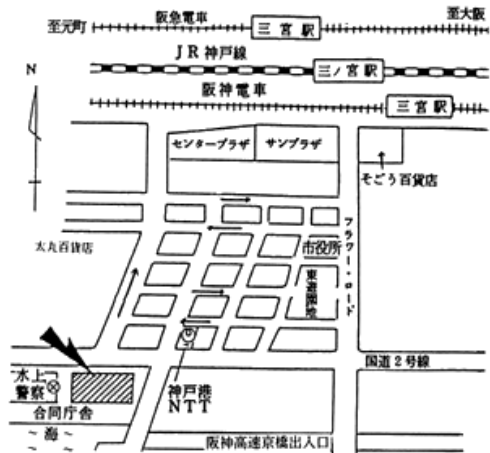 至元町
阪急電車
三宮駅
至大阪
JR神戸線
三ノ宮駅
阪神電車
三宮駅
N
センタープラザ
サンプラザ
そごう百貨店
太丸百貨店
フラワー・ロード
市役所
東遊園地
国道2号線
水上
警察
神戸港
NTT
合同庁舎
~海~
阪神高速京橋出入口